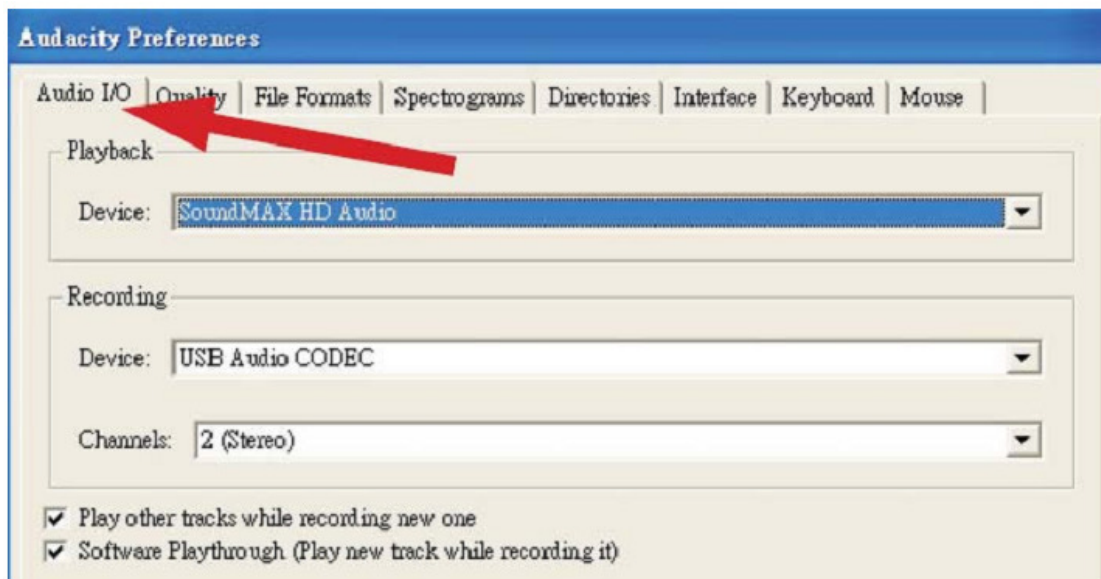 Audacity Preferences
Audio I/O Quality File Formats Spectrograms Directories Interface Keyboard Mouse
Playback
Device: SoundMAX HD Audio
Recording
Device: USB Audio CODEC
Channels: 2 (Stereo)
Play other tracks while recording new one
Software Playthrough (Play new track while recording it)